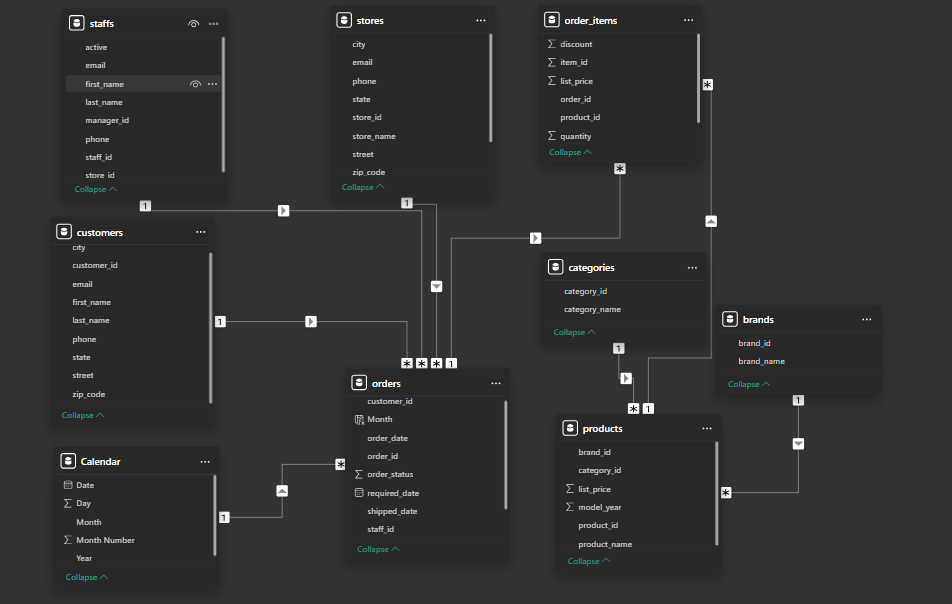 staffs
active
email
first_name
last_name
manager_id
phone
staff_id
store_id
Collapse
1
stores
city
email
phone
state
store_id
store_name
street
zip_code
Collapse
1
order_items
discount
item_id
list_price
order_id
product_id
quantity
Collapse
*
*
customers
city
customer_id
email
first_name
last_name
phone
state
street
zip_code
Collapse
1
categories
category_id
category_name
Collapse
1
brands
brand_id
brand_name
Collapse
1
* * * 1
orders
customer_id
Month
order_date
order_id
order_status
required_date
shipped_date
staff_id
Collapse
*
* 1
products
brand_id
category_id
list_price
model_year
product_id
product_name
Collapse
*
Calendar
Date
Day
Month
Month Number
Year
Collapse
1